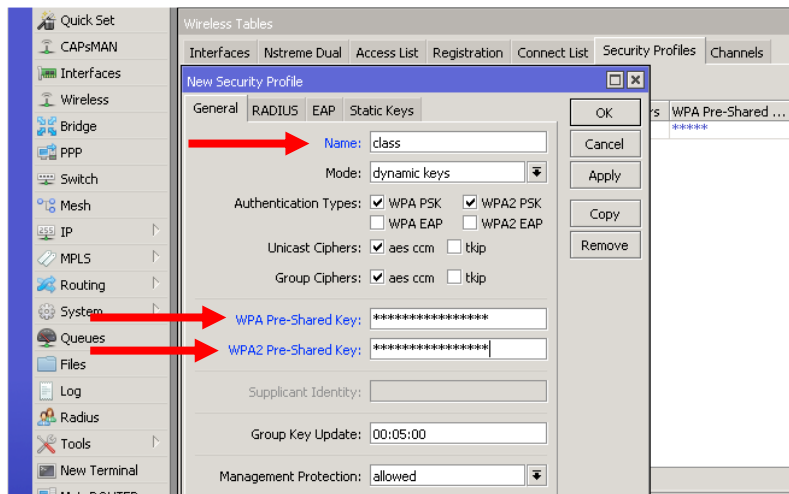 Quick Set
CAPsMAN
Interfaces
Wireless
Bridge
PPP
Switch
Mesh
IP
MPLS
Routing
System
Queues
Files
Log
Radius
Tools
New Terminal
Wireless Tables
Interfaces Nstreme Dual Access List Registration Connect List Security Profiles Channels
WPA Pre-Shared ...
*****
New Security Profile
General RADIUS EAP Static Keys
Name: class
Mode: dynamic keys
Authentication Types: WPA PSK WPA2 PSK
WPA EAP WPA2 EAP
Unicast Ciphers: aes ccm tkip
Group Ciphers: aes ccm tkip
WPA Pre-Shared Key: ****************
WPA2 Pre-Shared Key: ****************
Supplicant Identity:
Group Key Update: 00:05:00
Management Protection: allowed
OK
Cancel
Apply
Copy
Remove